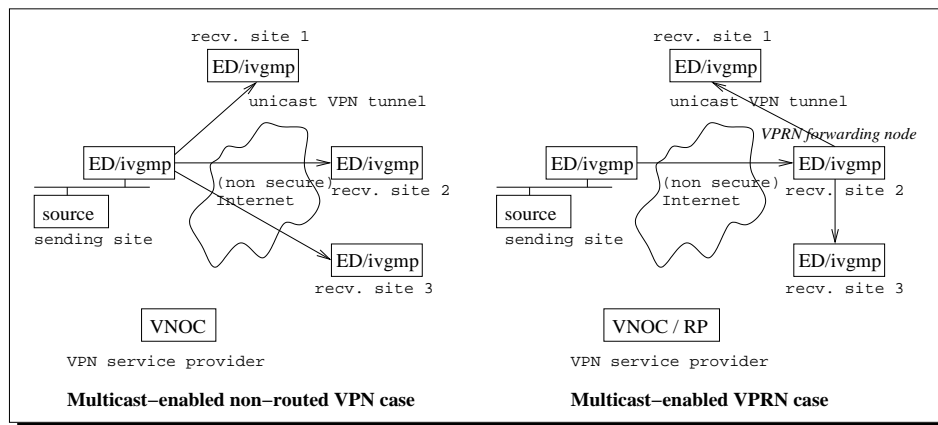 recv. site 1
ED/ivgmp
unicast VPN tunnel
ED/ivgmp
ED/ivgmp
(non secure)
Internet
recv. site 2
source
sending site
ED/ivgmp
recv. site 3
VNOC
VPN service provider
Multicast−enabled non−routed VPN case
recv. site 1
ED/ivgmp
unicast VPN tunnel
VPRN forwarding node
ED/ivgmp
ED/ivgmp
(non secure)
Internet
recv. site 2
source
sending site
ED/ivgmp
recv. site 3
VNOC / RP
VPN service provider
Multicast−enabled VPRN case